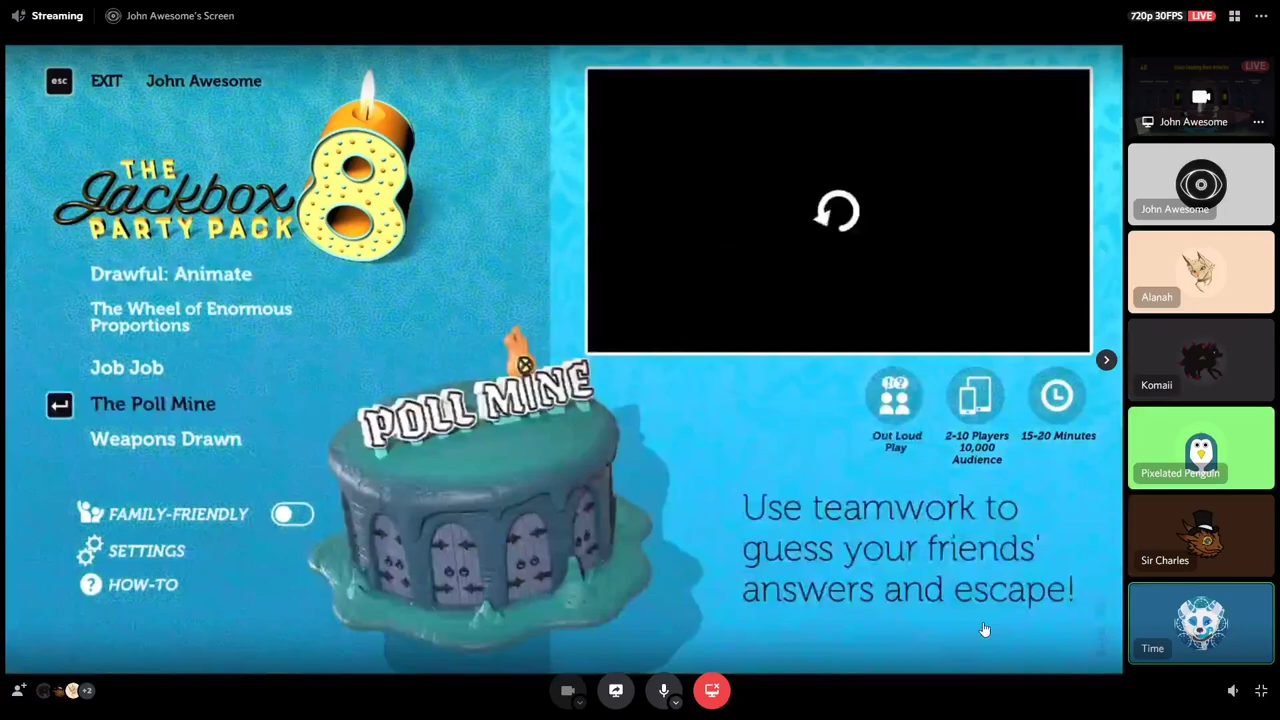 Streaming
John Awesome's Screen
720p 30FPS LIVE
esc
EXIT
John Awesome
THE
Jackbox
PARTY PACK
8
Drawful: Animate
The Wheel of Enormous
Proportions
Job Job
The Poll Mine
Weapons Drawn
FAMILY-FRIENDLY
SETTINGS
? HOW-TO
POLL MINE
!?
Out Loud
Play
2-10 Players
10,000
Audience
15-20 Minutes
Use teamwork to
guess your friends'
answers and escape!
LIVE
John Awesome
John Awesome
Alanah
Komaii
Pixelated Penguin
Sir Charles
Time
+2